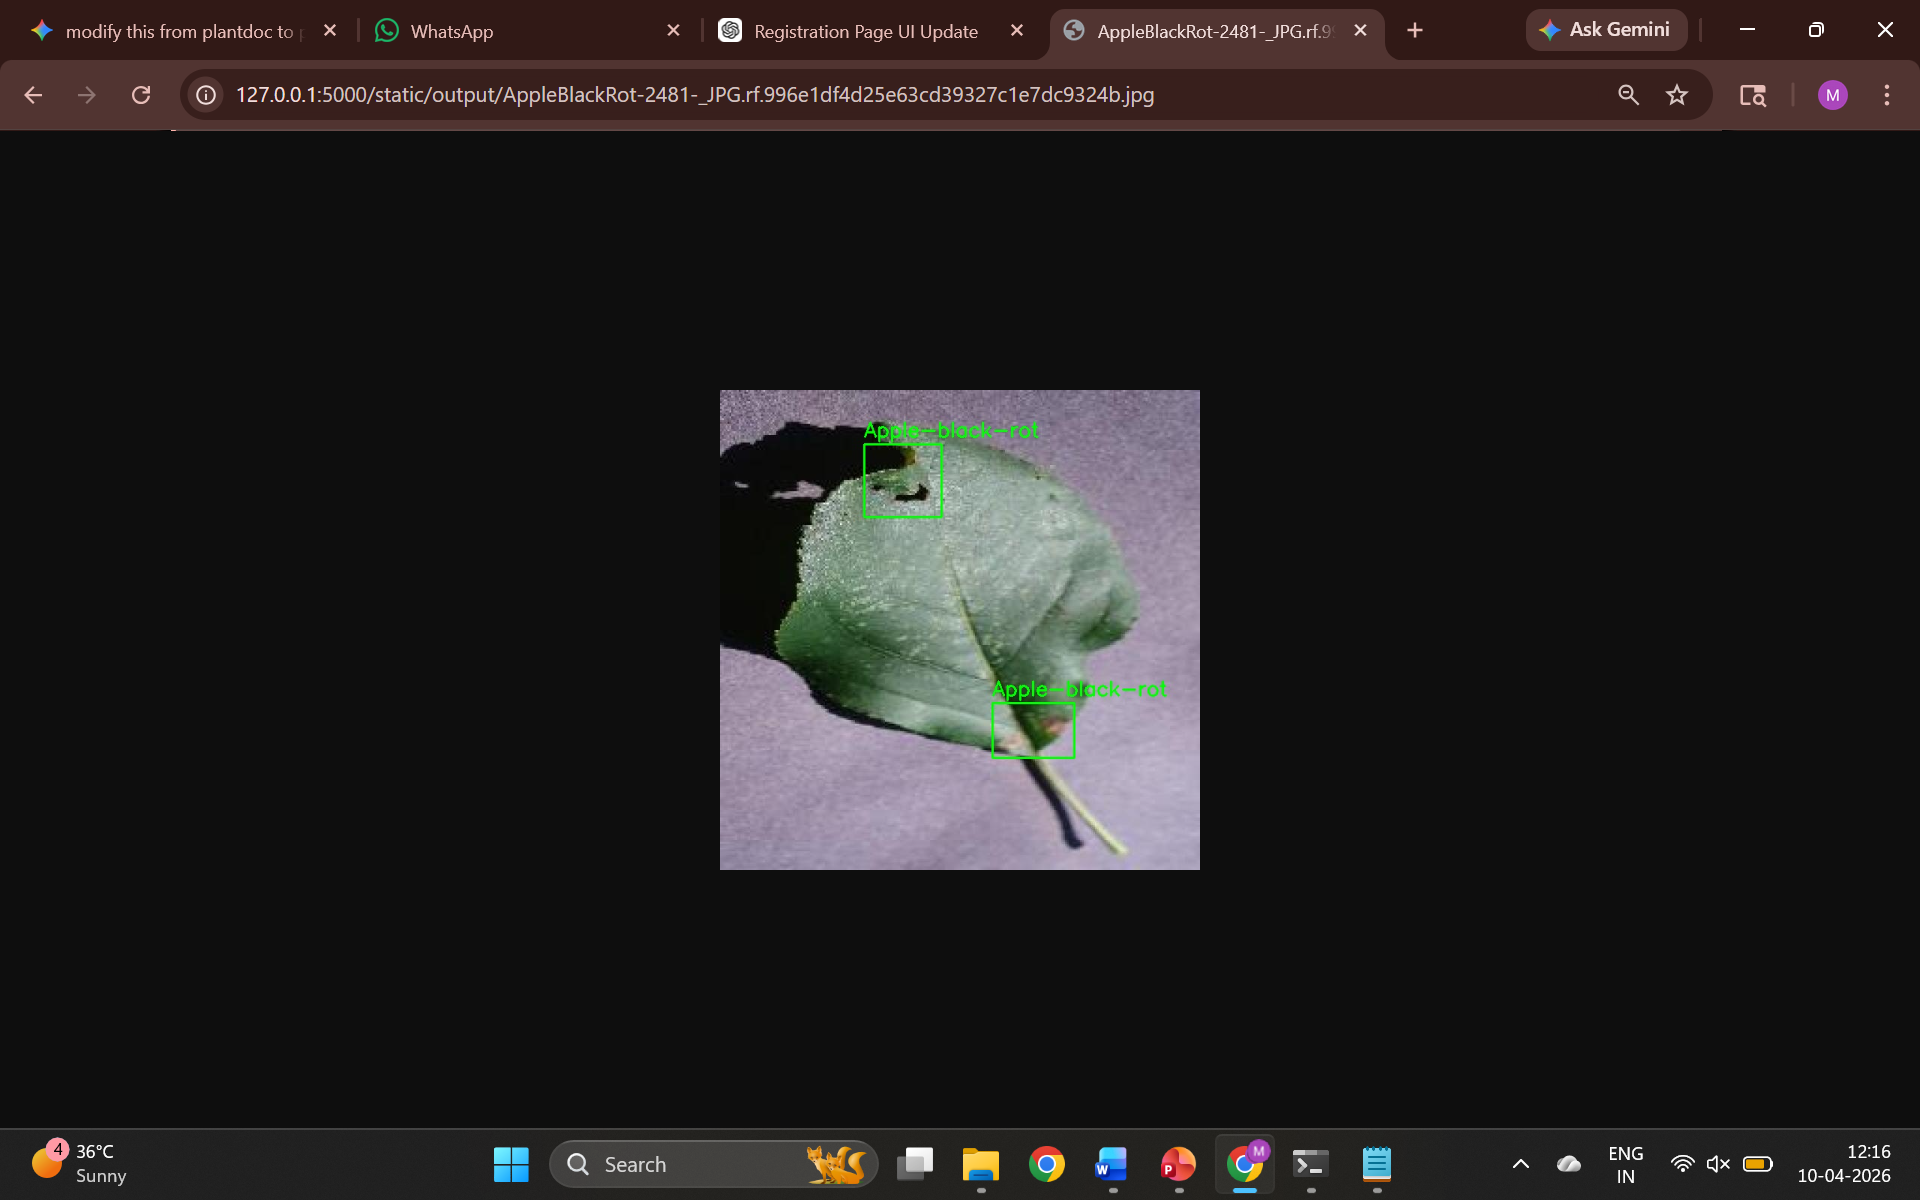 modify this from plantdoc to
WhatsApp
Registration Page UI Update
AppleBlackRot-2481-_JPG.rf.9
Ask Gemini
127.0.0.1:5000/static/output/AppleBlackRot-2481-_JPG.rf.996e1df4d25e63cd39327c1e7dc9324b.jpg
M
Apple-black-rot
Apple-black-rot
4
36°C
Sunny
Search
W
P
M
ENG
IN
12:16
10-04-2026